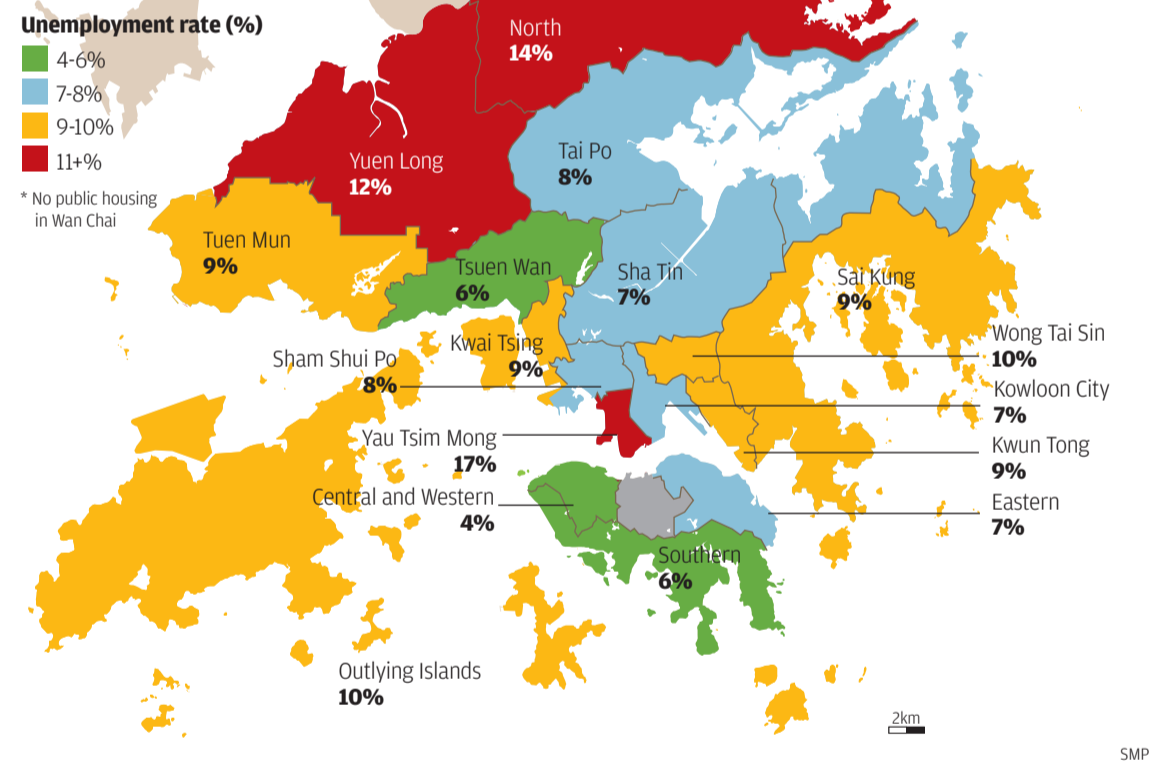 Unemployment rate (%)
4-6%
7-8%
9-10%
11+%
* No public housing
in Wan Chai
North
14%
Yuen Long
12%
Tai Po
8%
Tuen Mun
9%
Tsuen Wan
6%
Sha Tin
7%
Sai Kung
9%
Kwai Tsing
9%
Sham Shui Po
8%
Wong Tai Sin
10%
Kowloon City
7%
Yau Tsim Mong
17%
Kwun Tong
9%
Central and Western
4%
Eastern
7%
Southern
6%
Outlying Islands
10%
2km
SMP